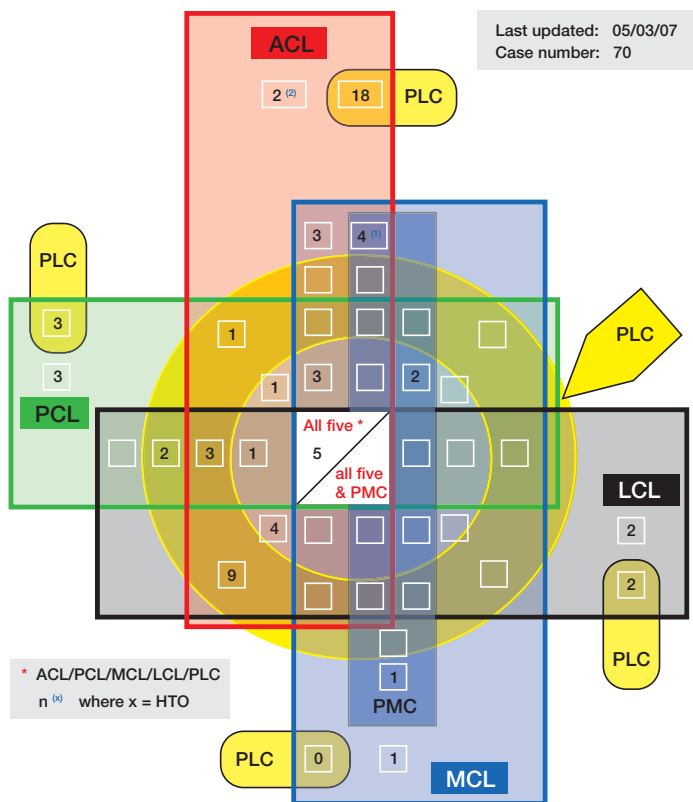 ACL
Last updated: 05/03/07
Case number: 70
2 (2)
18
PLC
3
4 (1)
PLC
3
1
PLC
3
1
3
2
PCL
All five *
2
3
1
5
all five
& PMC
LCL
4
2
9
2
PLC
* ACL/PCL/MCL/LCL/PLC
n (x) where x = HTO
1
PMC
PLC
0
1
MCL